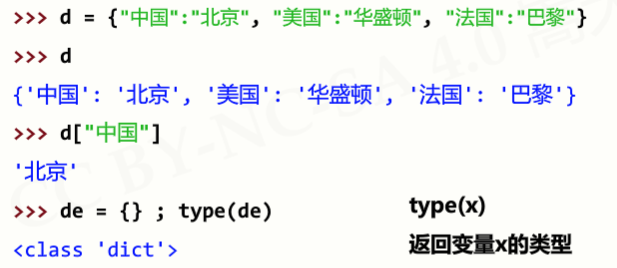 >>> d = {"中国":"北京", "美国":"华盛顿", "法国":"巴黎"}
>>> d
{'中国': '北京', '美国': '华盛顿', '法国': '巴黎'}
>>> d["中国"]
'北京'
>>> de = {} ; type(de)
type(x)
<class 'dict'>
返回变量x的类型
CC BY-NC-SA 4.0